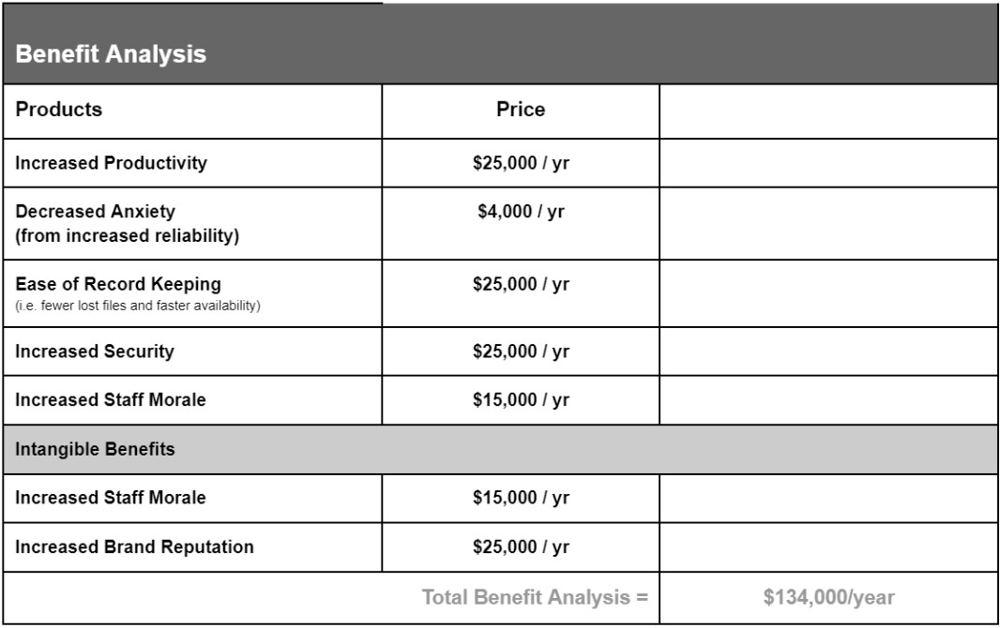 Benefit Analysis
Products Price
Increased Productivity $25,000 / yr
Decreased Anxiety $4,000 / yr
(from increased reliability)
Ease of Record Keeping $25,000 / yr
(i.e. fewer lost files and faster availability)
Increased Security $25,000 / yr
Increased Staff Morale $15,000 / yr
Intangible Benefits
Increased Staff Morale $15,000 / yr
Increased Brand Reputation $25,000 / yr
Total Benefit Analysis = $134,000/year